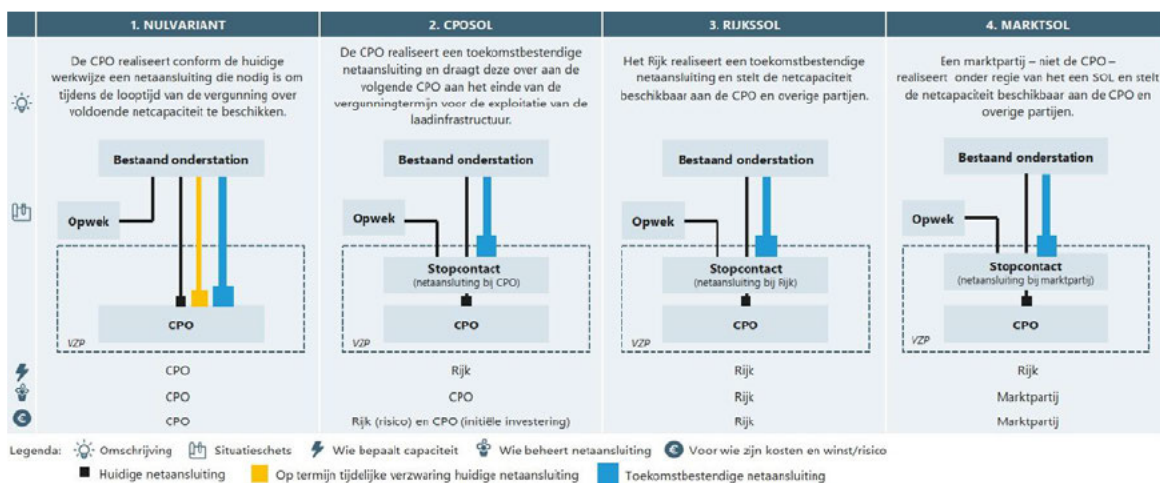 1. NULVARIANT
De CPO realiseert conform de huidige
werkwijze een netaansluiting die nodig is om
tijdens de looptijd van de vergunning over
voldoende netcapaciteit te beschikken.
Bestaand onderstation
Opwek
CPO
VZP
CPO
CPO
CPO
2. CPOSOL
De CPO realiseert een toekomstbestendige
netaansluiting en draagt deze over aan de
volgende CPO aan het einde van de
vergunningtermijn voor de exploitatie van de
laadinfrastructuur.
Bestaand onderstation
Opwek
Stopcontact
(netaansluiting bij CPO)
CPO
VZP
Rijk
CPO
Rijk (risico) en CPO (initiële investering)
3. RIJKSSOL
Het Rijk realiseert een toekomstbestendige
netaansluiting en stelt de netcapaciteit
beschikbaar aan de CPO en overige partijen.
Bestaand onderstation
Opwek
Stopcontact
(netaansluiting bij Rijk)
CPO
VZP
Rijk
Rijk
Rijk
4. MARKTSOL
Een marktpartij – niet de CPO –
realiseert onder regie van het een SOL en stelt
de netcapaciteit beschikbaar aan de CPO en
overige partijen.
Bestaand onderstation
Opwek
Stopcontact
(netaansluiting bij marktpartij)
CPO
VZP
Rijk
Marktpartij
Marktpartij
Legenda: Omschrijving Situatieschets Wie bepaalt capaciteit Wie beheert netaansluiting Voor wie zijn kosten en winst/risico
Huidige netaansluiting Op termijn tijdelijke verzwaring huidige netaansluiting Toekomstbestendige netaansluiting